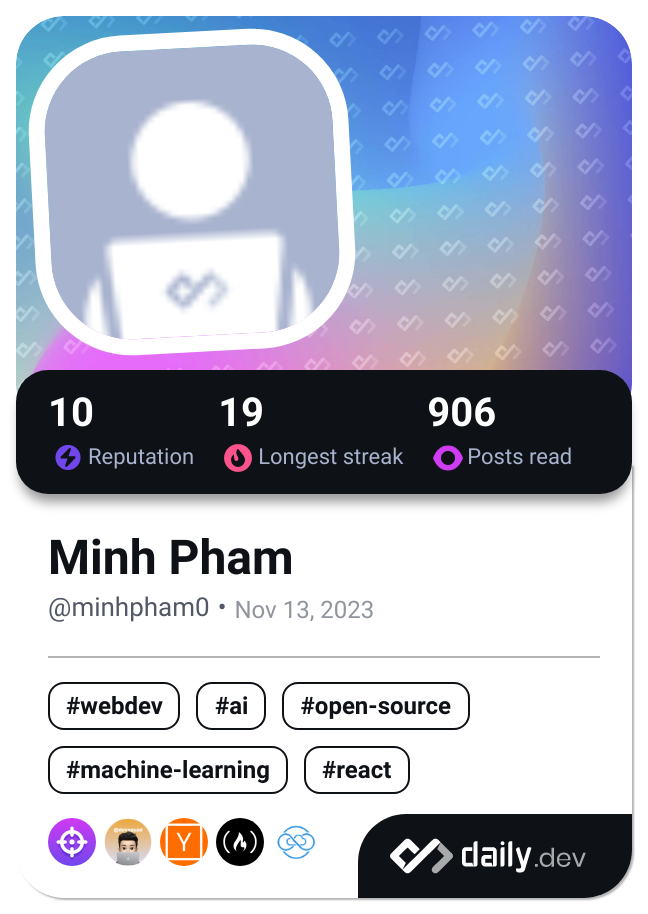 10 19 906
Reputation Longest streak Posts read
Minh Pham
@minhpham0 • Nov 13, 2023
#webdev #ai #open-source
#machine-learning #react
Y
daily.dev